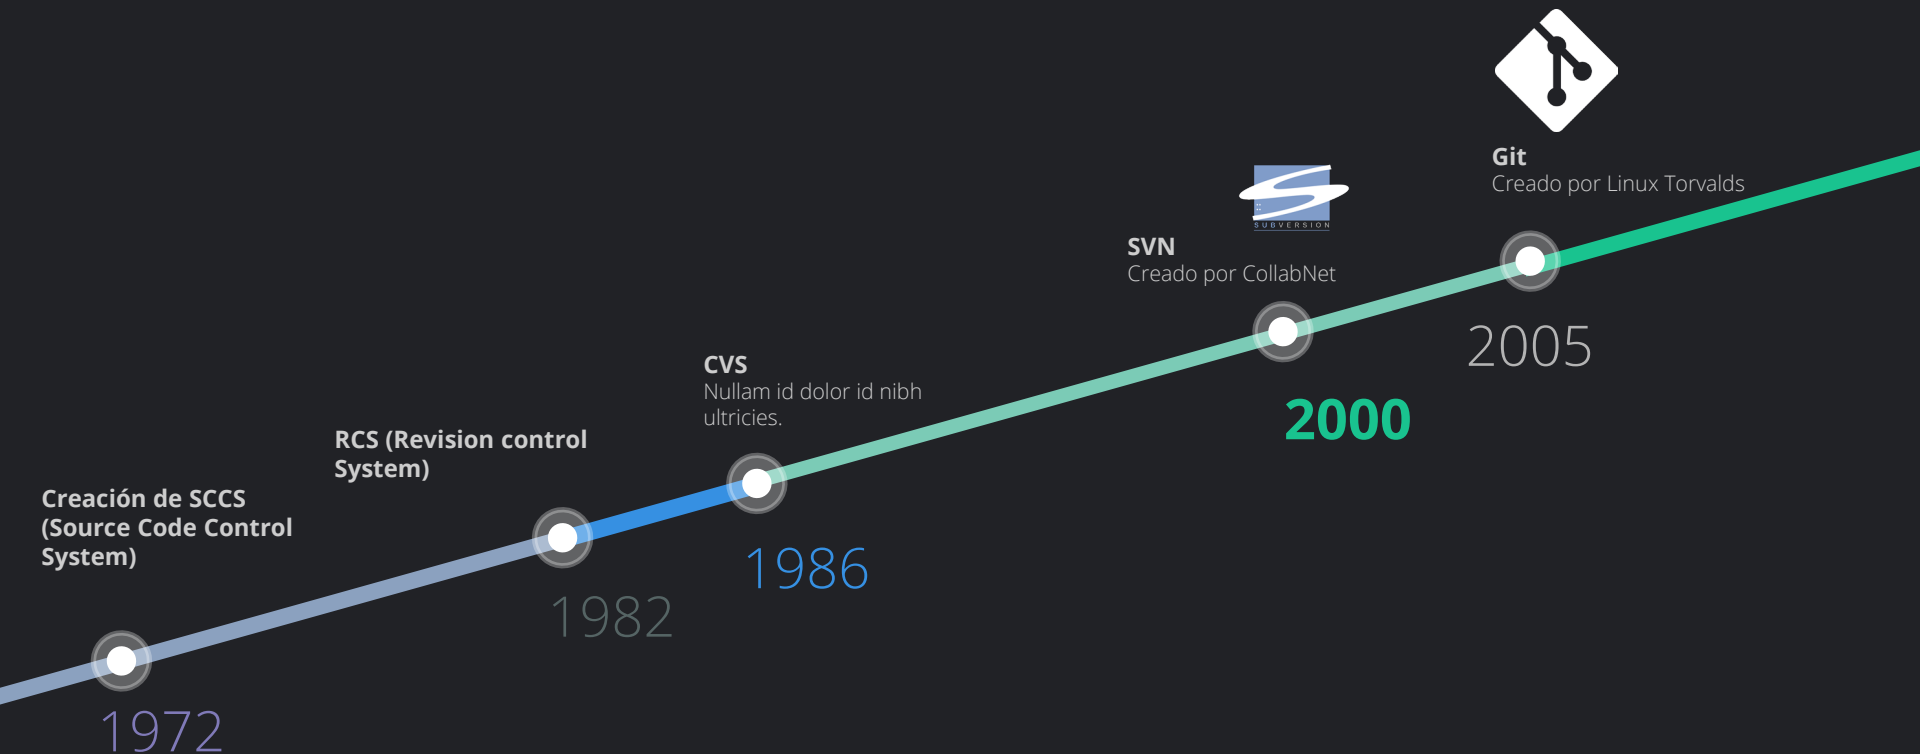 Creación de SCCS
(Source Code Control
System)
1972
RCS (Revision control
System)
1982
CVS
Nullam id dolor id nibh
ultricies.
1986
SUBVERSION
SVN
Creado por CollabNet
2000
Git
Creado por Linux Torvalds
2005